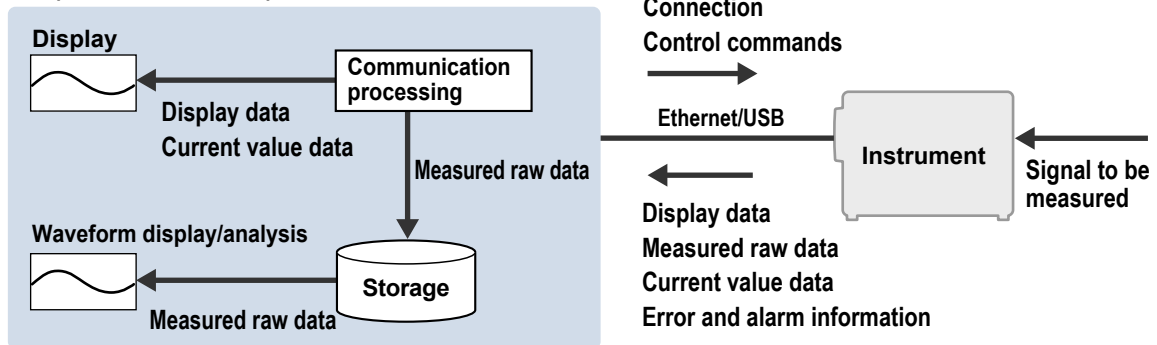 Display
Communication
processing
Display data
Current value data
Measured raw data
Waveform display/analysis
Storage
Measured raw data
Connection
Control commands
Ethernet/USB
Instrument
Signal to be
measured
Display data
Measured raw data
Current value data
Error and alarm information